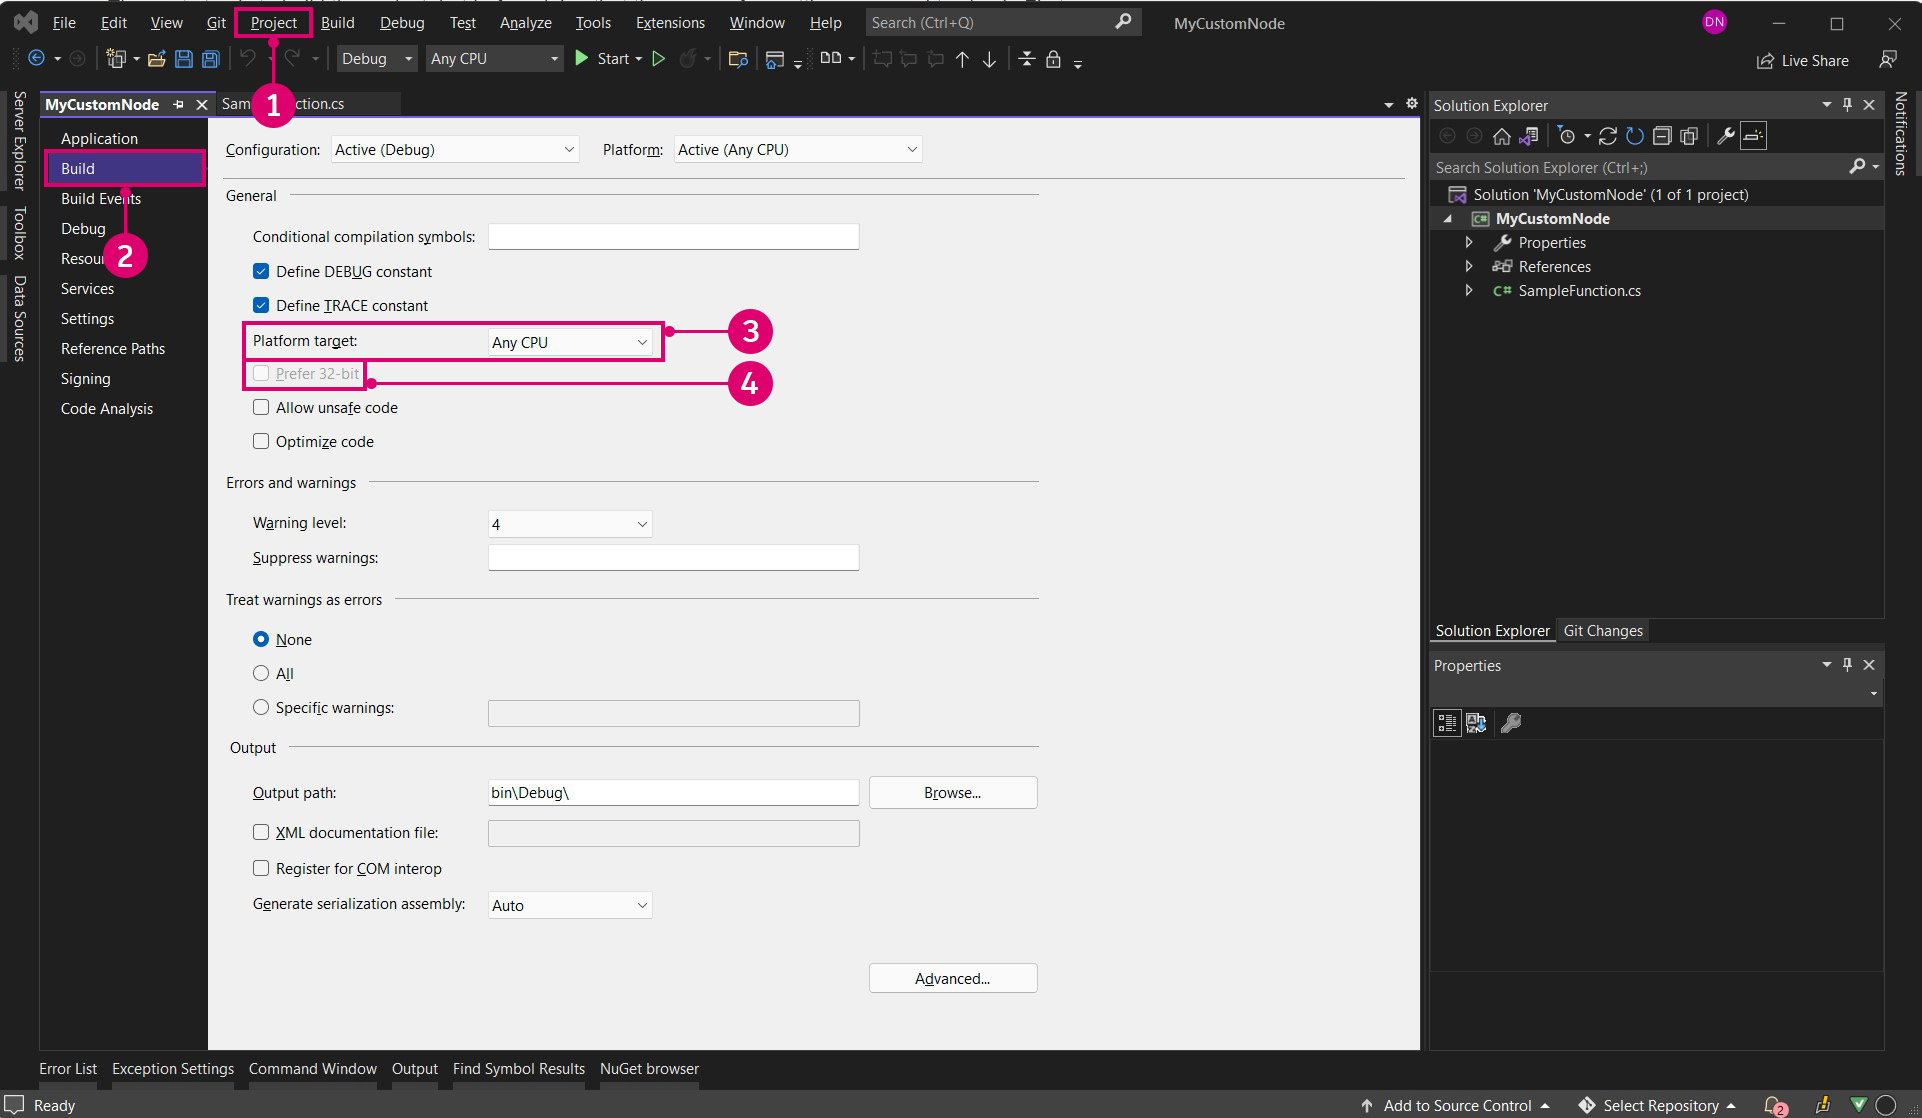 File Edit View Git Project Build Debug Test Analyze Tools Extensions Window Help Search (Ctrl+Q) MyCustomNode DN
Debug Any CPU Start Live Share
Server Explorer
Toolbox
Data Sources
MyCustomNode Sam ction.cs
1
Application
Build
Build Events
Debug
2
Resou
Services
Settings
Reference Paths
Signing
Code Analysis
Configuration: Active (Debug) Platform: Active (Any CPU)
General
Conditional compilation symbols:
Define DEBUG constant
Define TRACE constant
Platform target: Any CPU 3
Prefer 32-bit 4
Allow unsafe code
Optimize code
Errors and warnings
Warning level: 4
Suppress warnings:
Treat warnings as errors
None
All
Specific warnings:
Output
Output path: bin\Debug\ Browse...
XML documentation file:
Register for COM interop
Generate serialization assembly: Auto
Advanced...
Solution Explorer
Search Solution Explorer (Ctrl+;)
Solution 'MyCustomNode' (1 of 1 project)
MyCustomNode
Properties
References
C# SampleFunction.cs
Solution Explorer Git Changes
Properties
Notifications
Error List Exception Settings Command Window Output Find Symbol Results NuGet browser
Ready Add to Source Control Select Repository 2